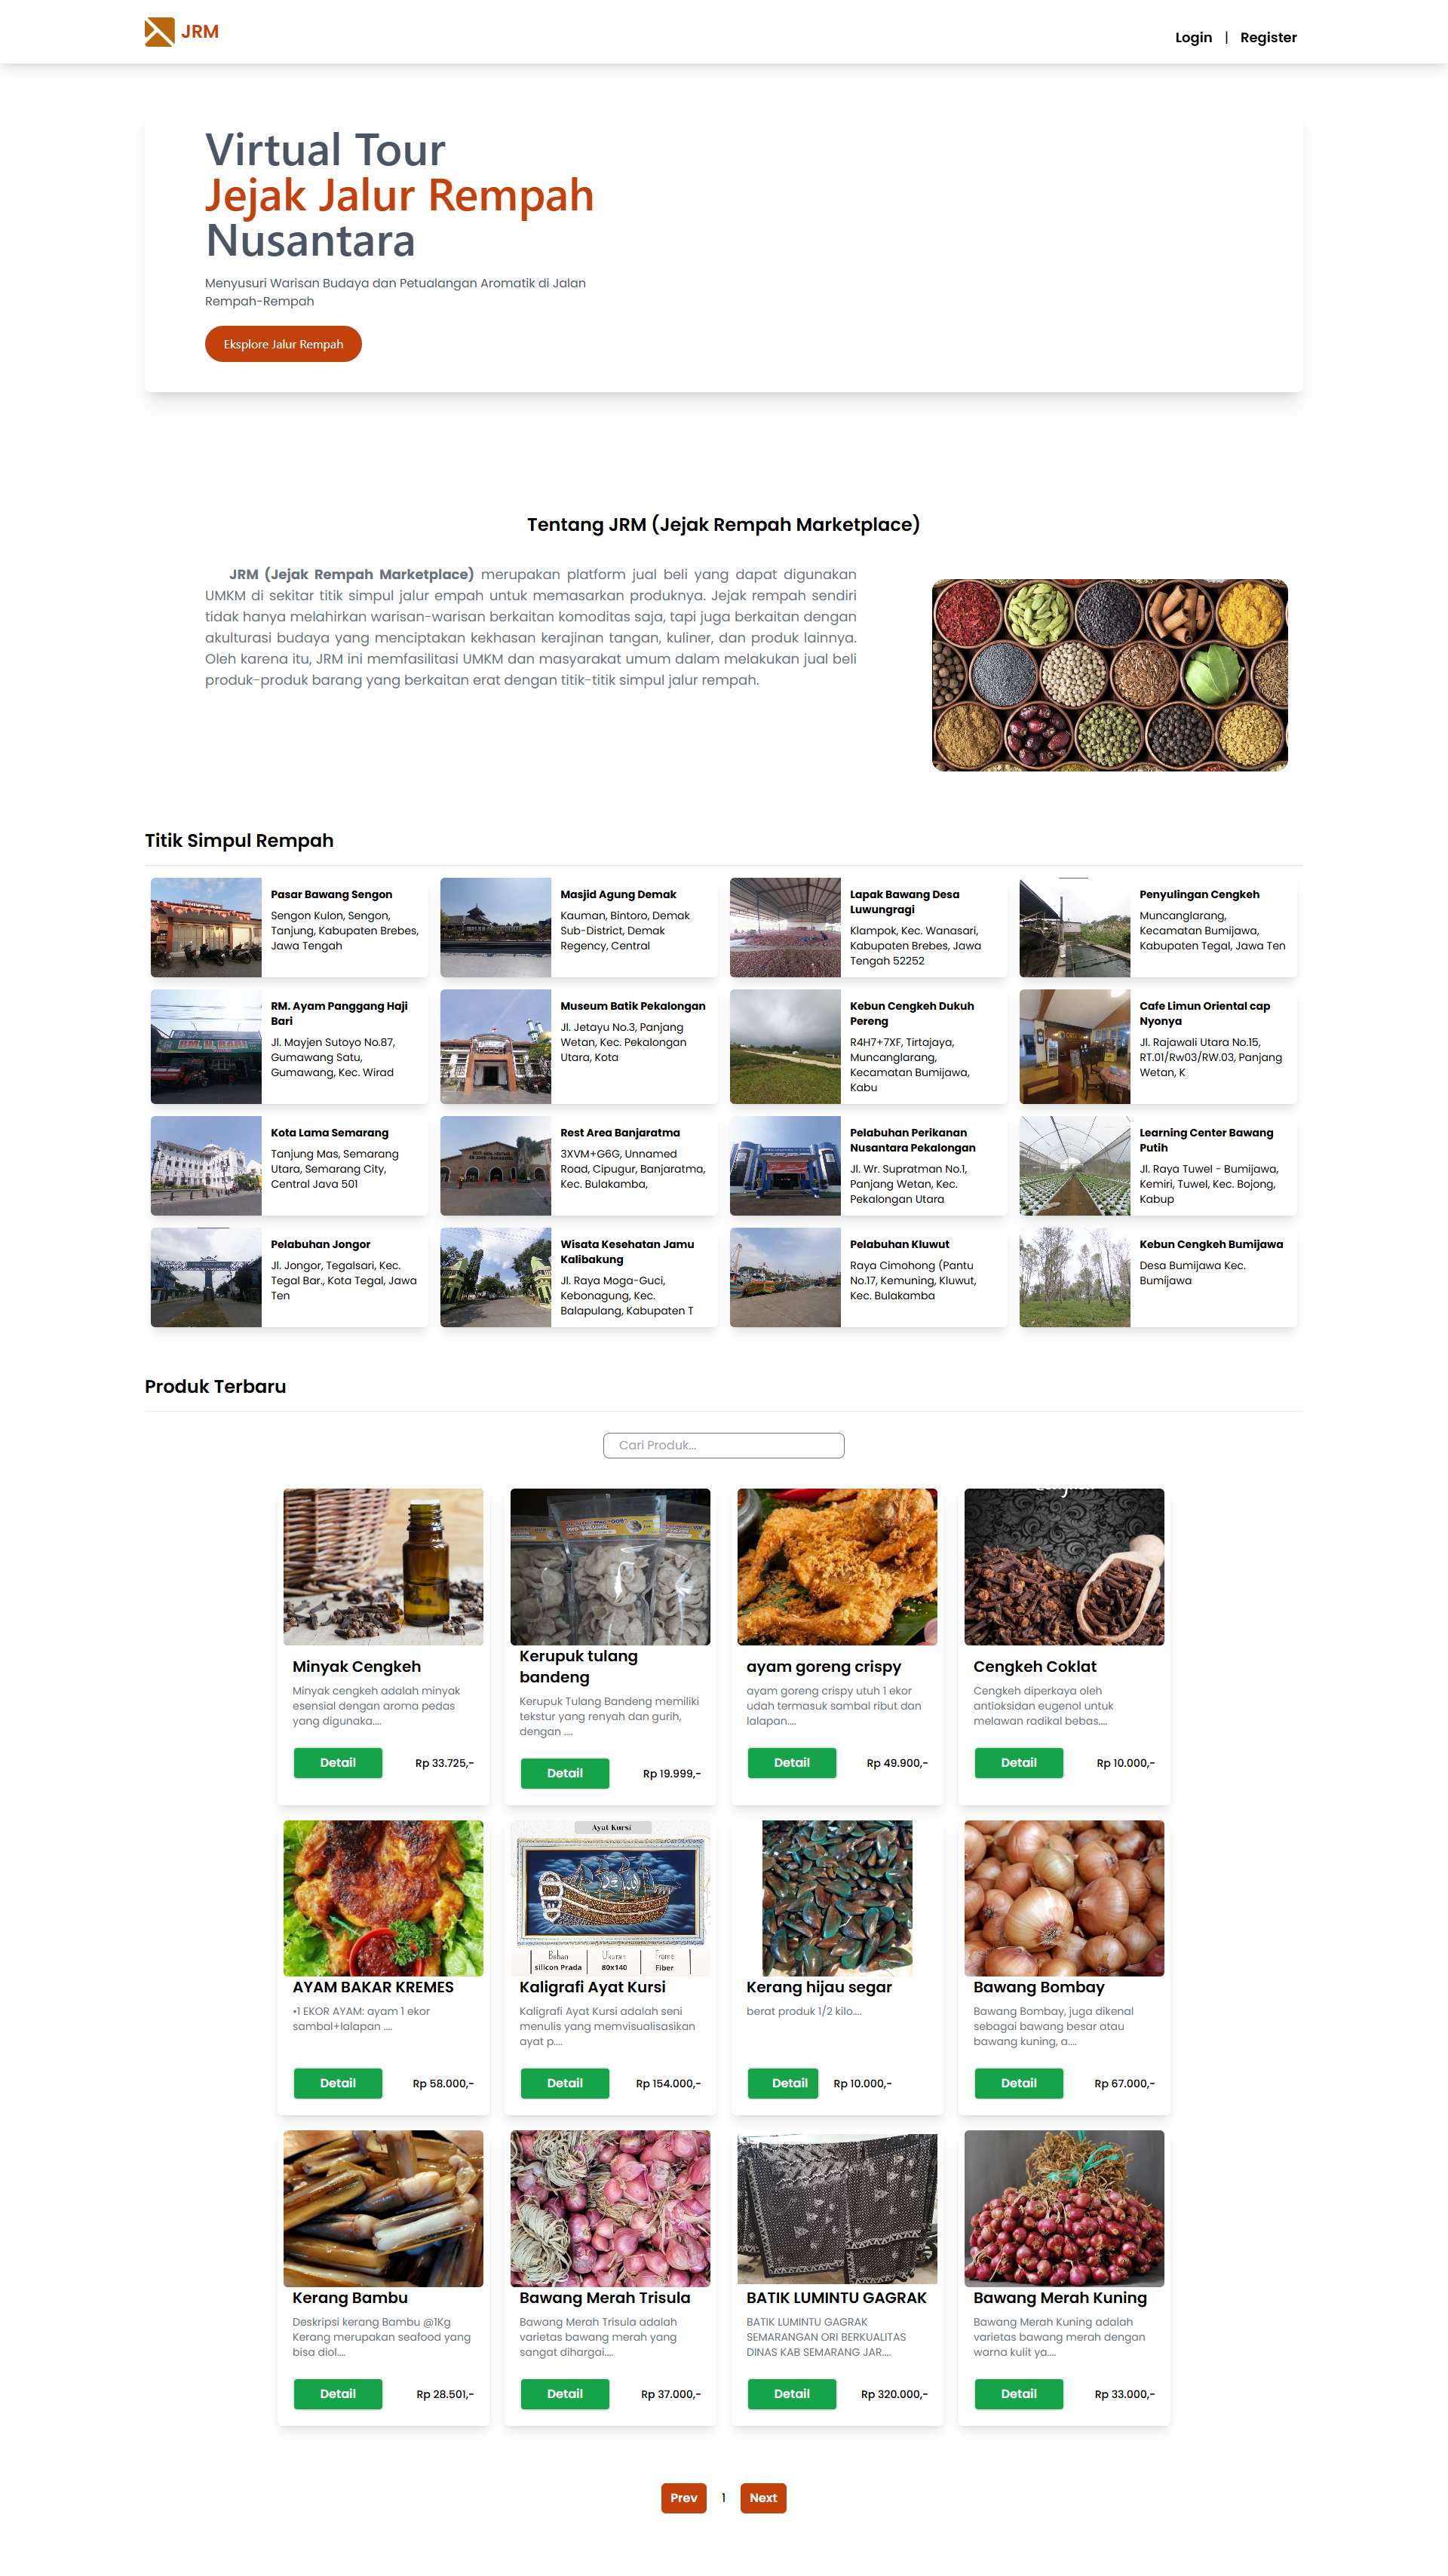 JRM
Login | Register
Virtual Tour
Jejak Jalur Rempah
Nusantara
Menyusuri Warisan Budaya dan Petualangan Aromatik di Jalan
Rempah-Rempah
Eksplore Jalur Rempah
Tentang JRM (Jejak Rempah Marketplace)
JRM (Jejak Rempah Marketplace) merupakan platform jual beli yang dapat digunakan
UMKM di sekitar titik simpul jalur empah untuk memasarkan produknya. Jejak rempah sendiri
tidak hanya melahirkan warisan-warisan berkaitan komoditas saja, tapi juga berkaitan dengan
akulturasi budaya yang menciptakan kekhasan kerajinan tangan, kuliner, dan produk lainnya.
Oleh karena itu, JRM ini memfasilitasi UMKM dan masyarakat umum dalam melakukan jual beli
produk-produk barang yang berkaitan erat dengan titik-titik simpul jalur rempah.
Titik Simpul Rempah
Pasar Bawang Sengon
Sengon Kulon, Sengon,
Tanjung, Kabupaten Brebes,
Jawa Tengah
Masjid Agung Demak
Kauman, Bintoro, Demak
Sub-District, Demak
Regency, Central
Lapak Bawang Desa
Luwungragi
Klampok, Kec. Wanasari,
Kabupaten Brebes, Jawa
Tengah 52252
Penyulingan Cengkeh
Muncanglarang,
Kecamatan Bumijawa,
Kabupaten Tegal, Jawa Ten
RM. Ayam Panggang Haji
Bari
Jl. Mayjen Sutoyo No.87,
Gumawang Satu,
Gumawang, Kec. Wirad
Museum Batik Pekalongan
Jl. Jetayu No.3, Panjang
Wetan, Kec. Pekalongan
Utara, Kota
Kebun Cengkeh Dukuh
Pereng
R4H7+7XF, Tirtajaya,
Muncanglarang,
Kecamatan Bumijawa,
Kabu
Cafe Limun Oriental cap
Nyonya
Jl. Rajawali Utara No.15,
RT.01/Rw03/RW.03, Panjang
Wetan, K
Kota Lama Semarang
Tanjung Mas, Semarang
Utara, Semarang City,
Central Java 501
Rest Area Banjaratma
3XVM+G6G, Unnamed
Road, Cipugur, Banjaratma,
Kec. Bulakamba,
Pelabuhan Perikanan
Nusantara Pekalongan
Jl. Wr. Supratman No.1,
Panjang Wetan, Kec.
Pekalongan Utara
Learning Center Bawang
Putih
Jl. Raya Tuwel - Bumijawa,
Kemiri, Tuwel, Kec. Bojong,
Kabup
Pelabuhan Jongor
Jl. Jongor, Tegalsari, Kec.
Tegal Bar., Kota Tegal, Jawa
Ten
Wisata Kesehatan Jamu
Kalibakung
Jl. Raya Moga-Guci,
Kebonagung, Kec.
Balapulang, Kabupaten T
Pelabuhan Kluwut
Raya Cimohong (Pantu
No.17, Kemuning, Kluwut,
Kec. Bulakamba
Kebun Cengkeh Bumijawa
Desa Bumijawa Kec.
Bumijawa
Produk Terbaru
Cari Produk...
Minyak Cengkeh
Minyak cengkeh adalah minyak
esensial dengan aroma pedas
yang digunaka....
Detail
Rp 33.725,-
Kerupuk tulang
bandeng
Kerupuk Tulang Bandeng memiliki
tekstur yang renyah dan gurih,
dengan ....
Detail
Rp 19.999,-
ayam goreng crispy
ayam goreng crispy utuh 1 ekor
udah termasuk sambal ribut dan
lalapan....
Detail
Rp 49.900,-
Cengkeh Coklat
Cengkeh diperkaya oleh
antioksidan eugenol untuk
melawan radikal bebas....
Detail
Rp 10.000,-
AYAM BAKAR KREMES
•1 EKOR AYAM: ayam 1 ekor
sambal+lalapan ....
Detail
Rp 58.000,-
Ayat Kursi
Bahan
silicon Prada
Ukuran
80x140
Frame
Fiber
Kaligrafi Ayat Kursi
Kaligrafi Ayat Kursi adalah seni
menulis yang memvisualisasikan
ayat p....
Detail
Rp 154.000,-
Kerang hijau segar
berat produk 1/2 kilo....
Detail
Rp 10.000,-
Bawang Bombay
Bawang Bombay, juga dikenal
sebagai bawang besar atau
bawang kuning, a....
Detail
Rp 67.000,-
Kerang Bambu
Deskripsi kerang Bambu @1Kg
Kerang merupakan seafood yang
bisa diol....
Detail
Rp 28.501,-
Bawang Merah Trisula
Bawang Merah Trisula adalah
varietas bawang merah yang
sangat dihargai....
Detail
Rp 37.000,-
BATIK LUMINTU GAGRAK
BATIK LUMINTU GAGRAK
SEMARANGAN ORI BERKUALITAS
DINAS KAB SEMARANG JAR....
Detail
Rp 320.000,-
Bawang Merah Kuning
Bawang Merah Kuning adalah
varietas bawang merah dengan
warna kulit ya....
Detail
Rp 33.000,-
Prev 1 Next